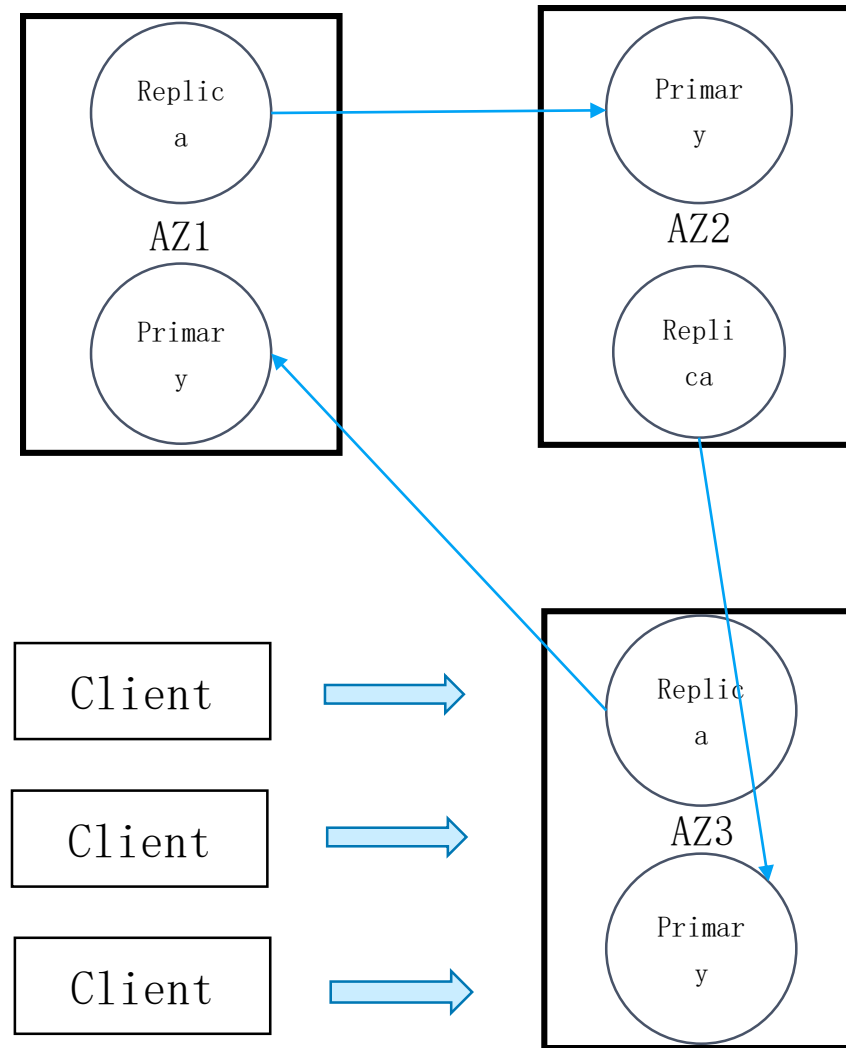 Replic
a
AZ1
Primar
y
Primar
y
AZ2
Repli
ca
Client
Client
Client
Replic
a
AZ3
Primar
y